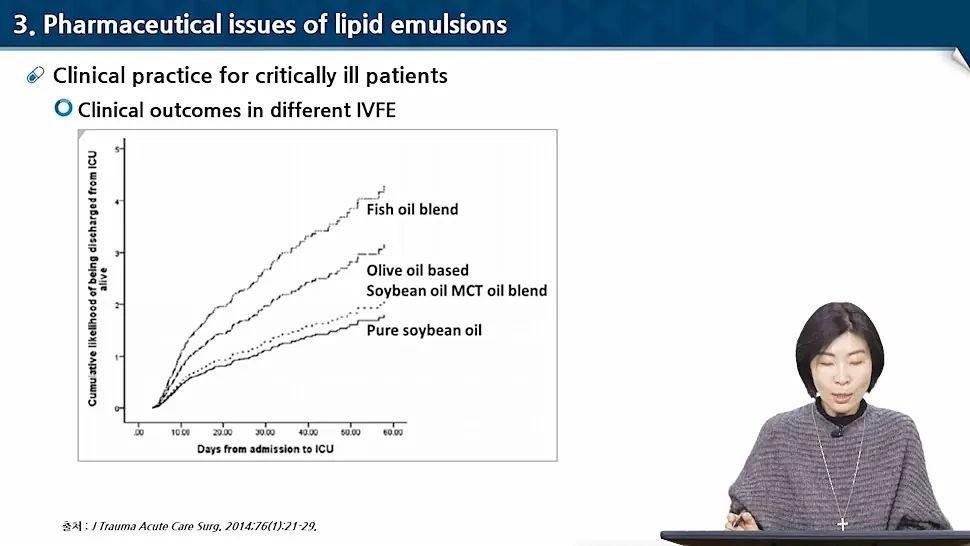 3. Pharmaceutical issues of lipid emulsions
Clinical practice for critically ill patients
Clinical outcomes in different IVFE
Cumulative likelihood of being discharged from ICU
alive
5
4
3
2
1
0
Fish oil blend
Olive oil based
Soybean oil MCT oil blend
Pure soybean oil
.00 10.00 20.00 30.00 40.00 50.00 60.00
Days from admission to ICU
출처 : J Trauma Acute Care Surg. 2014;76(1):21-29.